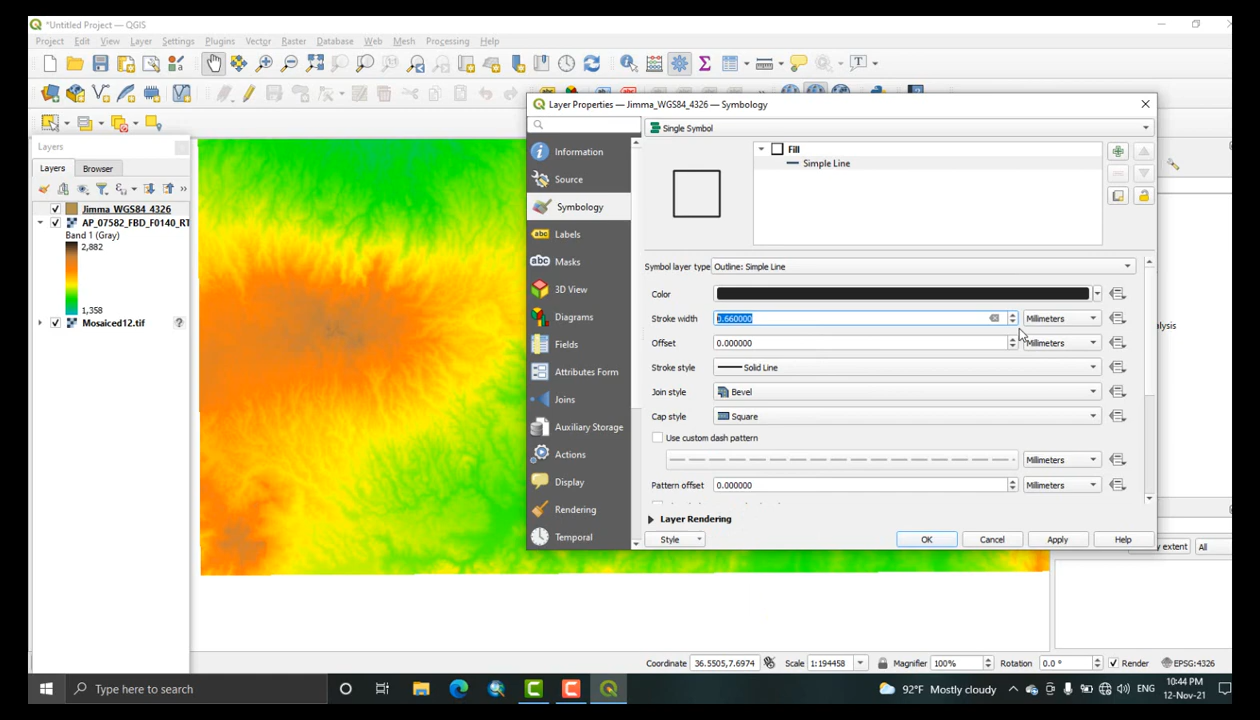 *Untitled Project — QGIS
Project Edit View Layer Settings Plugins Vector Raster Database Web Mesh Processing Help
Layer Properties — Jimma_WGS84_4326 — Symbology
Layers
Layers Browser
Jimma_WGS84_4326
AP_07582_FBD_F0140_RT
Band 1 (Gray)
2,882
1,358
Mosaiced12.tif
Information
Source
Symbology
Labels
Masks
3D View
Diagrams
Fields
Attributes Form
Joins
Auxiliary Storage
Actions
Display
Rendering
Temporal
Single Symbol
Fill
Simple Line
Symbol layer type Outline: Simple Line
Color
Stroke width 0.660000 Millimeters
Offset 0.000000 Millimeters
Stroke style Solid Line
Join style Bevel
Cap style Square
Use custom dash pattern
Millimeters
Pattern offset 0.000000 Millimeters
Layer Rendering
Style OK Cancel Apply Help
alysis
y extent All
Coordinate 36.5505,7.6974 Scale 1:194458 Magnifier 100% Rotation 0.0 ° Render EPSG:4326
Type here to search
92°F Mostly cloudy ENG
10:44 PM
12-Nov-21